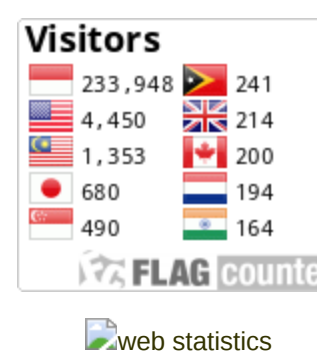 Visitors
233,948 241
4,450 214
1,353 200
680 194
490 164
FLAG counte
web statistics